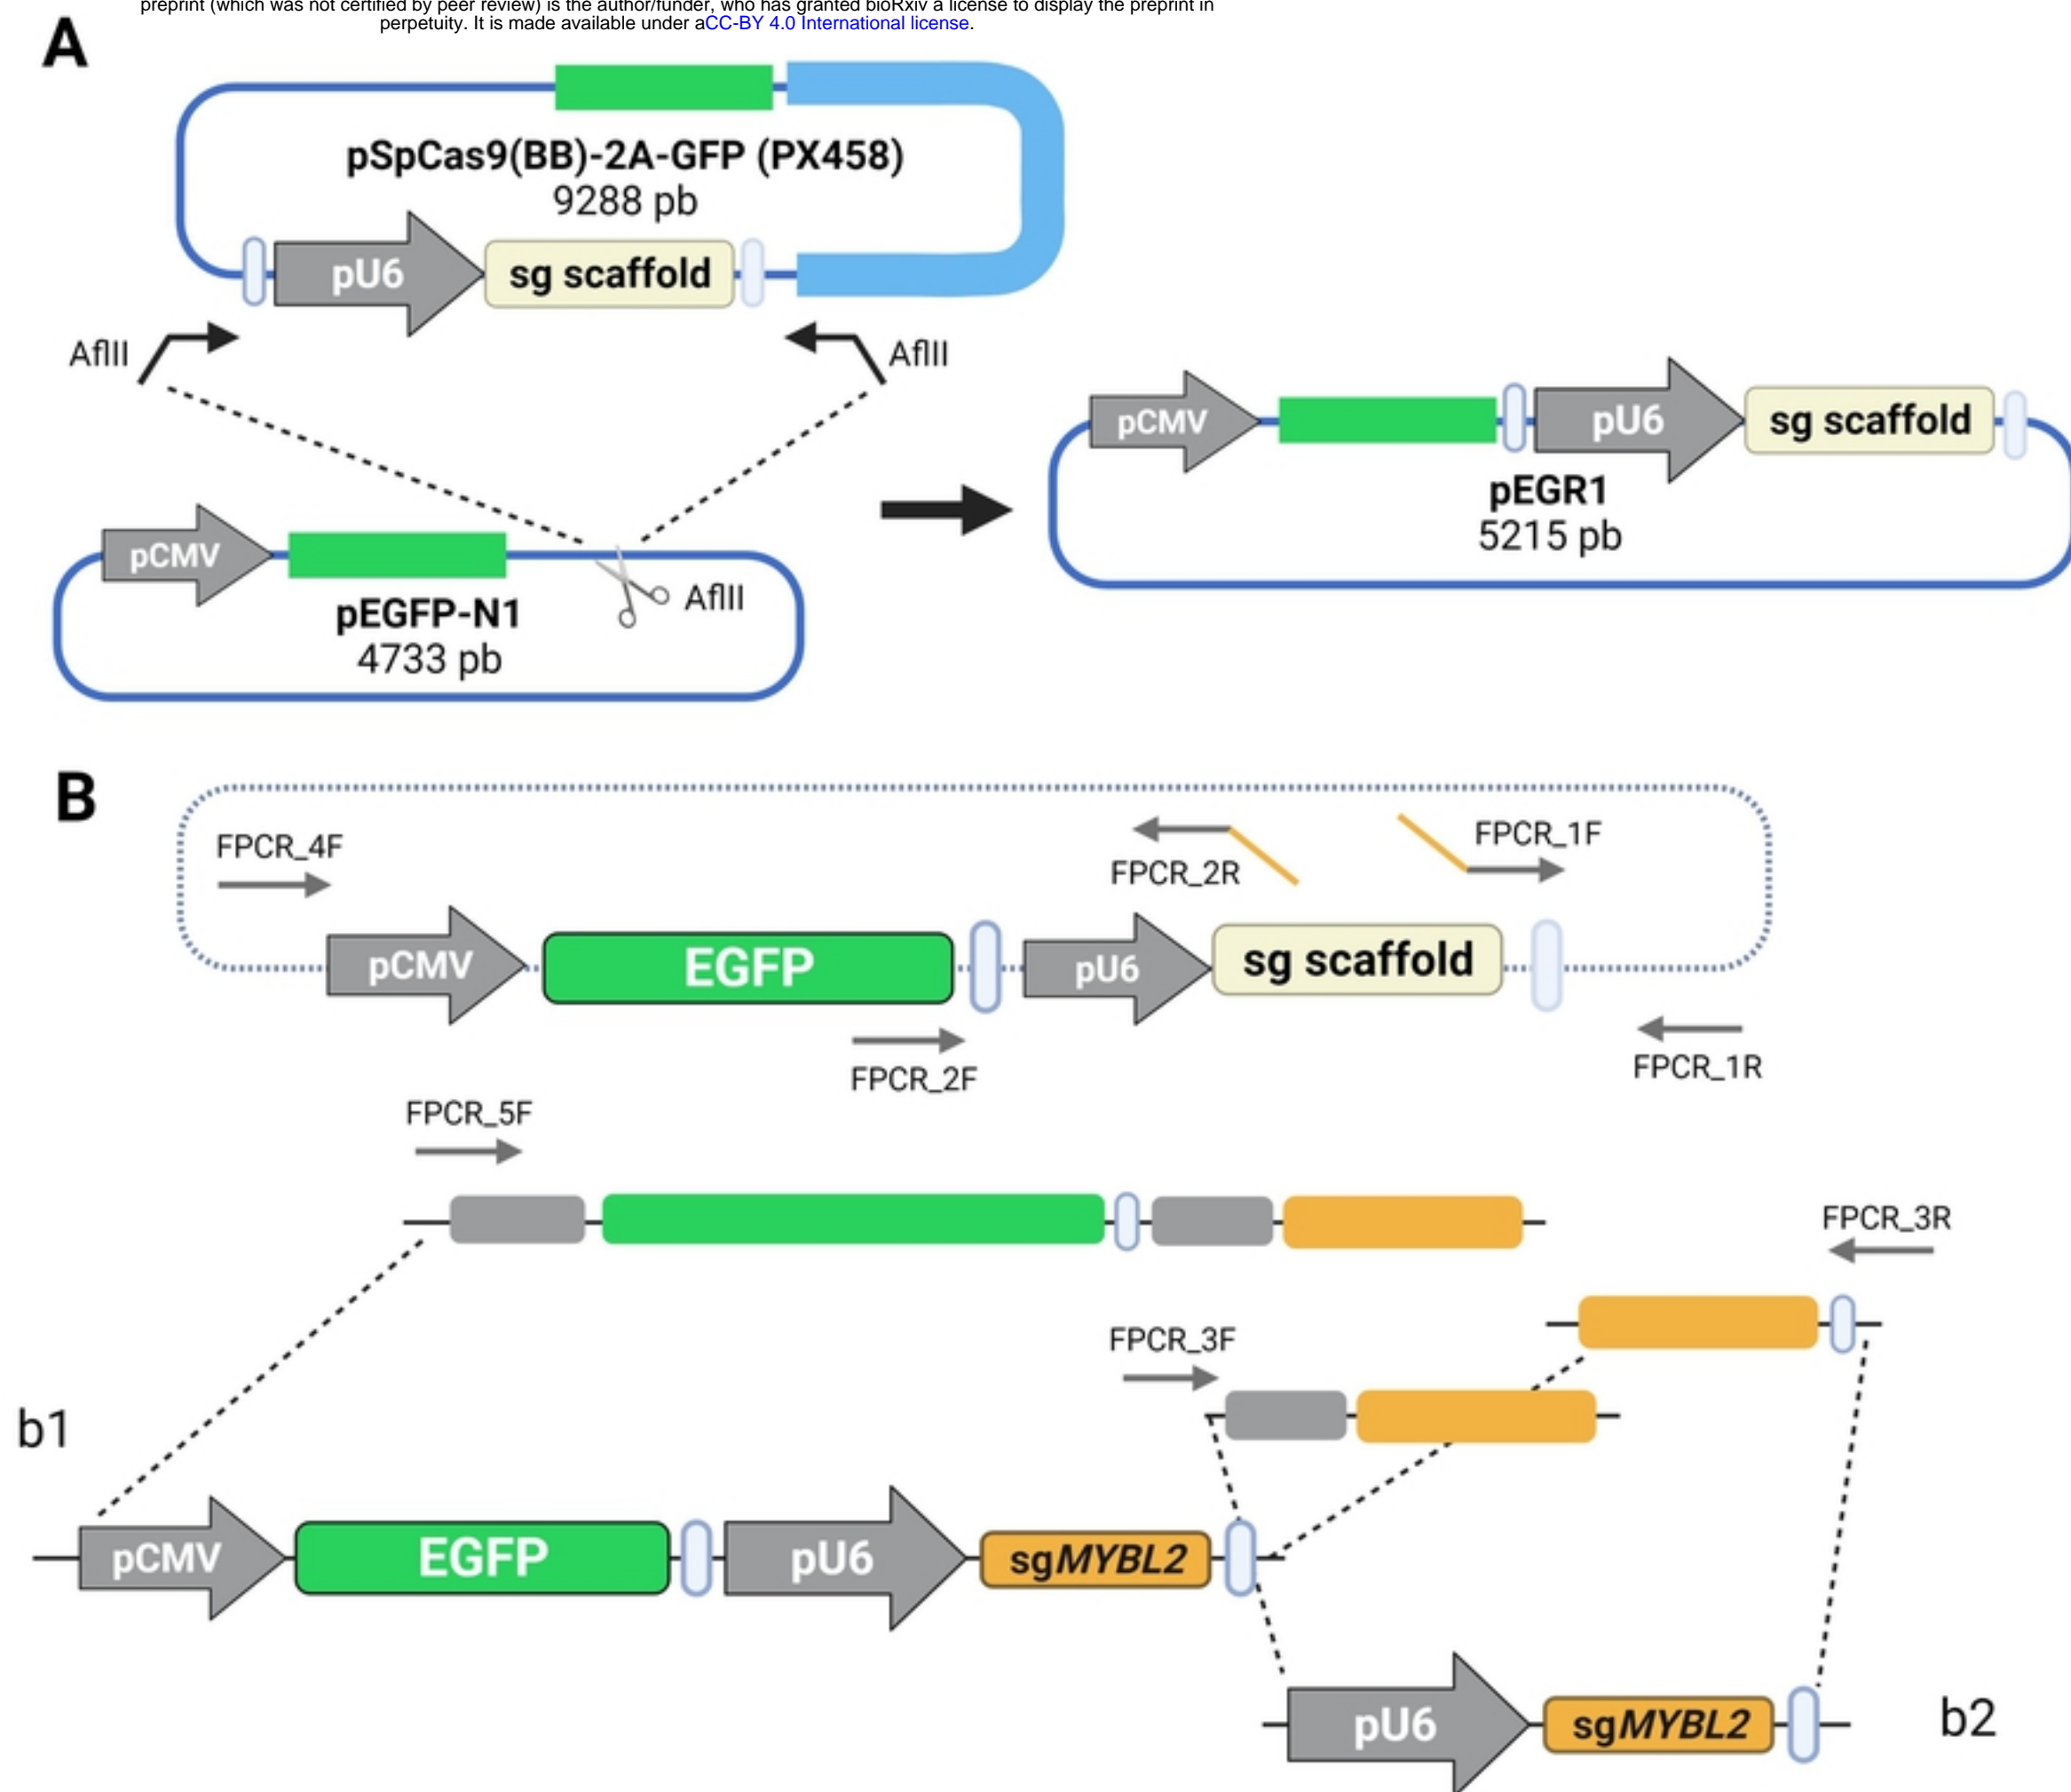 preprint (which was not certified by peer review) is the author/funder, who has granted bioRxiv a license to display the preprint in
perpetuity. It is made available under aCC-BY 4.0 International license.
A
pSpCas9(BB)-2A-GFP (PX458)
9288 pb
pU6
sg scaffold
AflII
AflII
pCMV
pU6
sg scaffold
pEGR1
5215 pb
pCMV
AflII
pEGFP-N1
4733 pb
B
FPCR_4F
FPCR_2R
FPCR_1F
pCMV
EGFP
pU6
sg scaffold
FPCR_2F
FPCR_1R
FPCR_5F
FPCR_3R
FPCR_3F
b1
pCMV
EGFP
pU6
sgMYBL2
pU6
sgMYBL2
b2